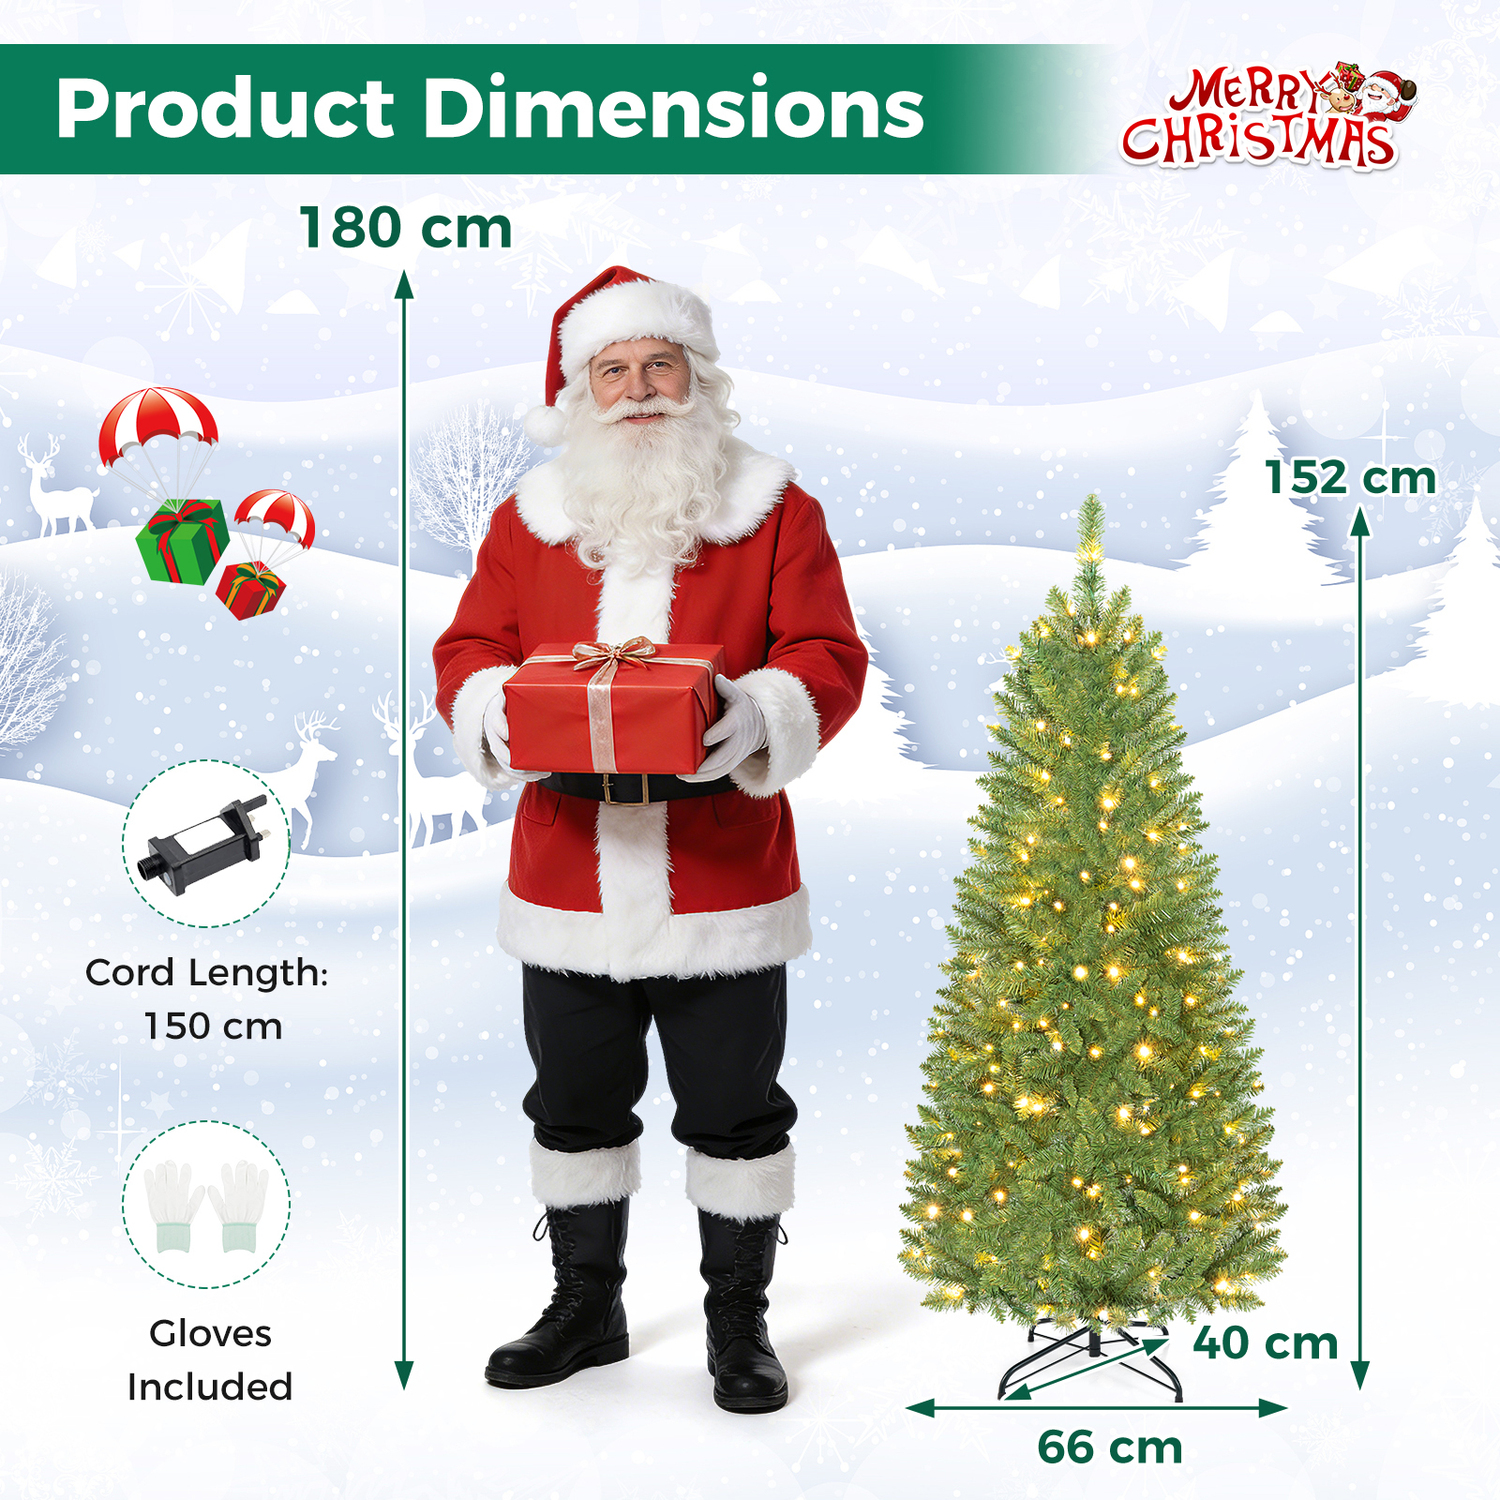 Product Dimensions
MERRY
CHRISTMAS
180 cm
152 cm
Cord Length:
150 cm
Gloves
Included
40 cm
66 cm